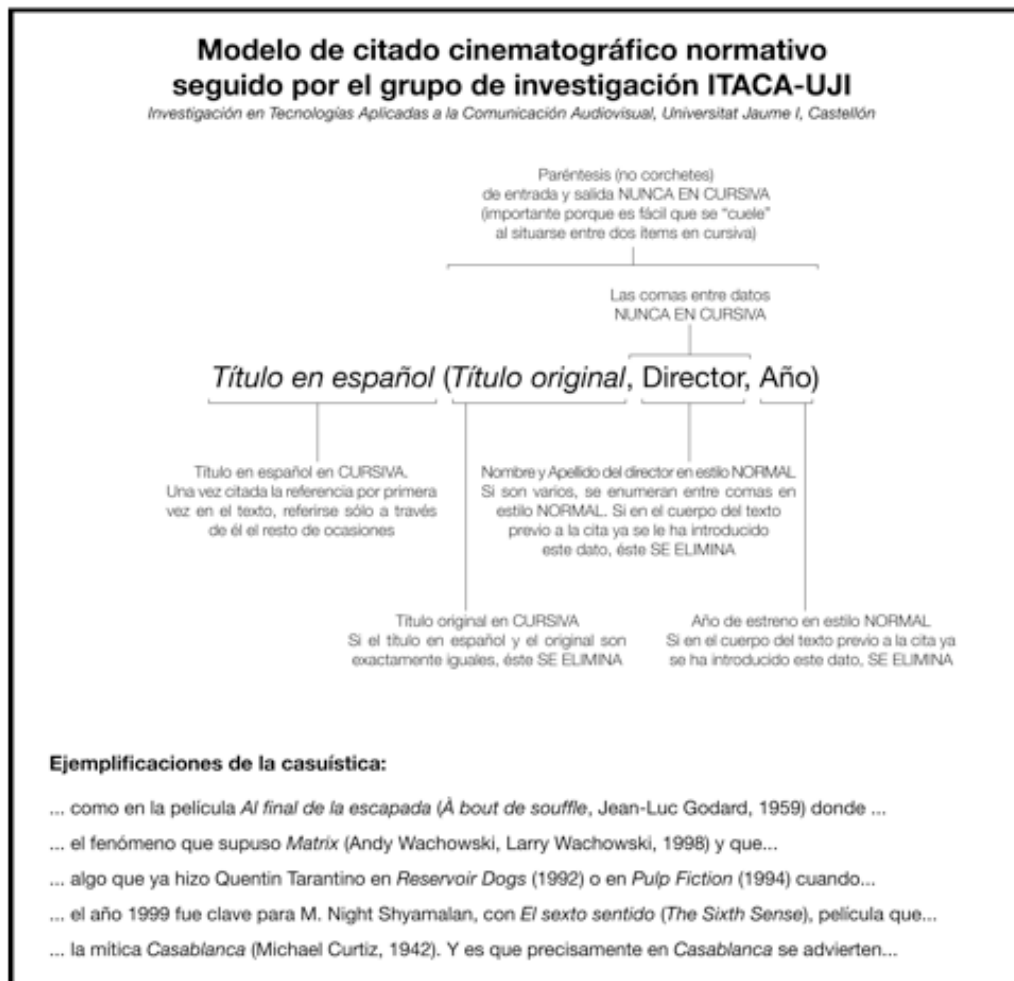 Modelo de citado cinematográfico normativo
seguido por el grupo de investigación ITACA-UJI
Investigación en Tecnologías Aplicadas a la Comunicación Audiovisual, Universitat Jaume I, Castellón
Paréntesis (no corchetes)
de entrada y salida NUNCA EN CURSIVA
(importante porque es fácil que se “cuele”
al situarse entre dos ítems en cursiva)
Las comas entre datos
NUNCA EN CURSIVA
Título en español (Título original, Director, Año)
Título en español en CURSIVA.
Una vez citada la referencia por primera
vez en el texto, referirse sólo a través
de él el resto de ocasiones
Nombre y Apellido del director en estilo NORMAL
Si son varios, se enumeran entre comas en
estilo NORMAL. Si en el cuerpo del texto
previo a la cita ya se le ha introducido
este dato, éste SE ELIMINA
Título original en CURSIVA
Si el título en español y el original son
exactamente iguales, éste SE ELIMINA
Año de estreno en estilo NORMAL
Si en el cuerpo del texto previo a la cita ya
se ha introducido este dato, SE ELIMINA
Ejemplificaciones de la casuística:
... como en la película Al final de la escapada (À bout de souffle, Jean-Luc Godard, 1959) donde ...
... el fenómeno que supuso Matrix (Andy Wachowski, Larry Wachowski, 1998) y que...
... algo que ya hizo Quentin Tarantino en Reservoir Dogs (1992) o en Pulp Fiction (1994) cuando...
... el año 1999 fue clave para M. Night Shyamalan, con El sexto sentido (The Sixth Sense), película que...
... la mítica Casablanca (Michael Curtiz, 1942). Y es que precisamente en Casablanca se advierten...